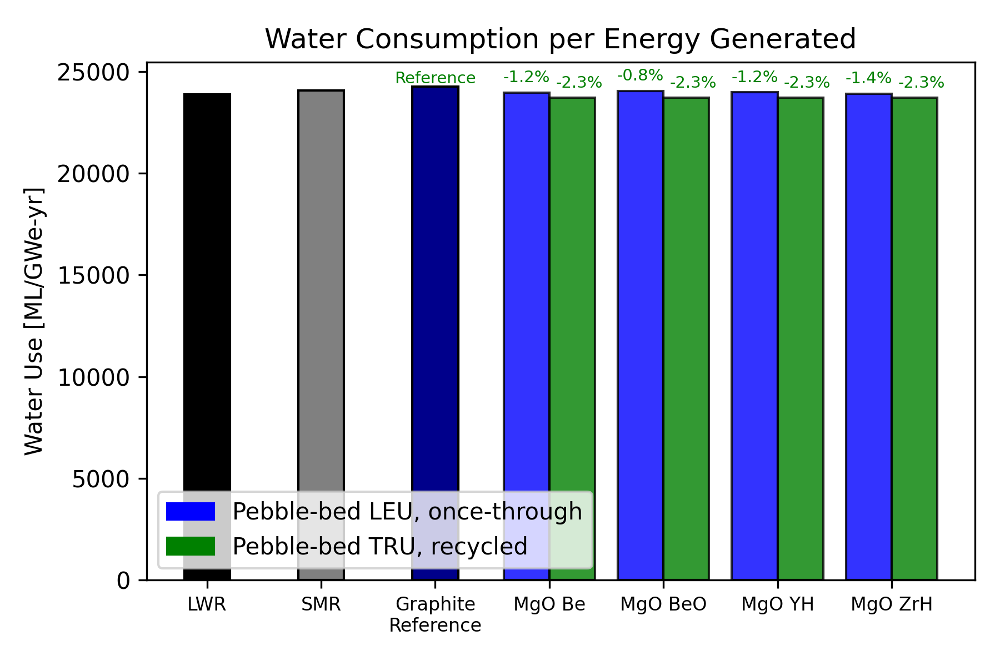 Water Consumption per Energy Generated
Water Use [ML/GWe-yr]
25000
20000
15000
10000
5000
0
Reference
-1.2%
-2.3%
-0.8%
-2.3%
-1.2%
-2.3%
-1.4%
-2.3%
Pebble-bed LEU, once-through
Pebble-bed TRU, recycled
LWR
SMR
Graphite
Reference
MgO Be
MgO BeO
MgO YH
MgO ZrH